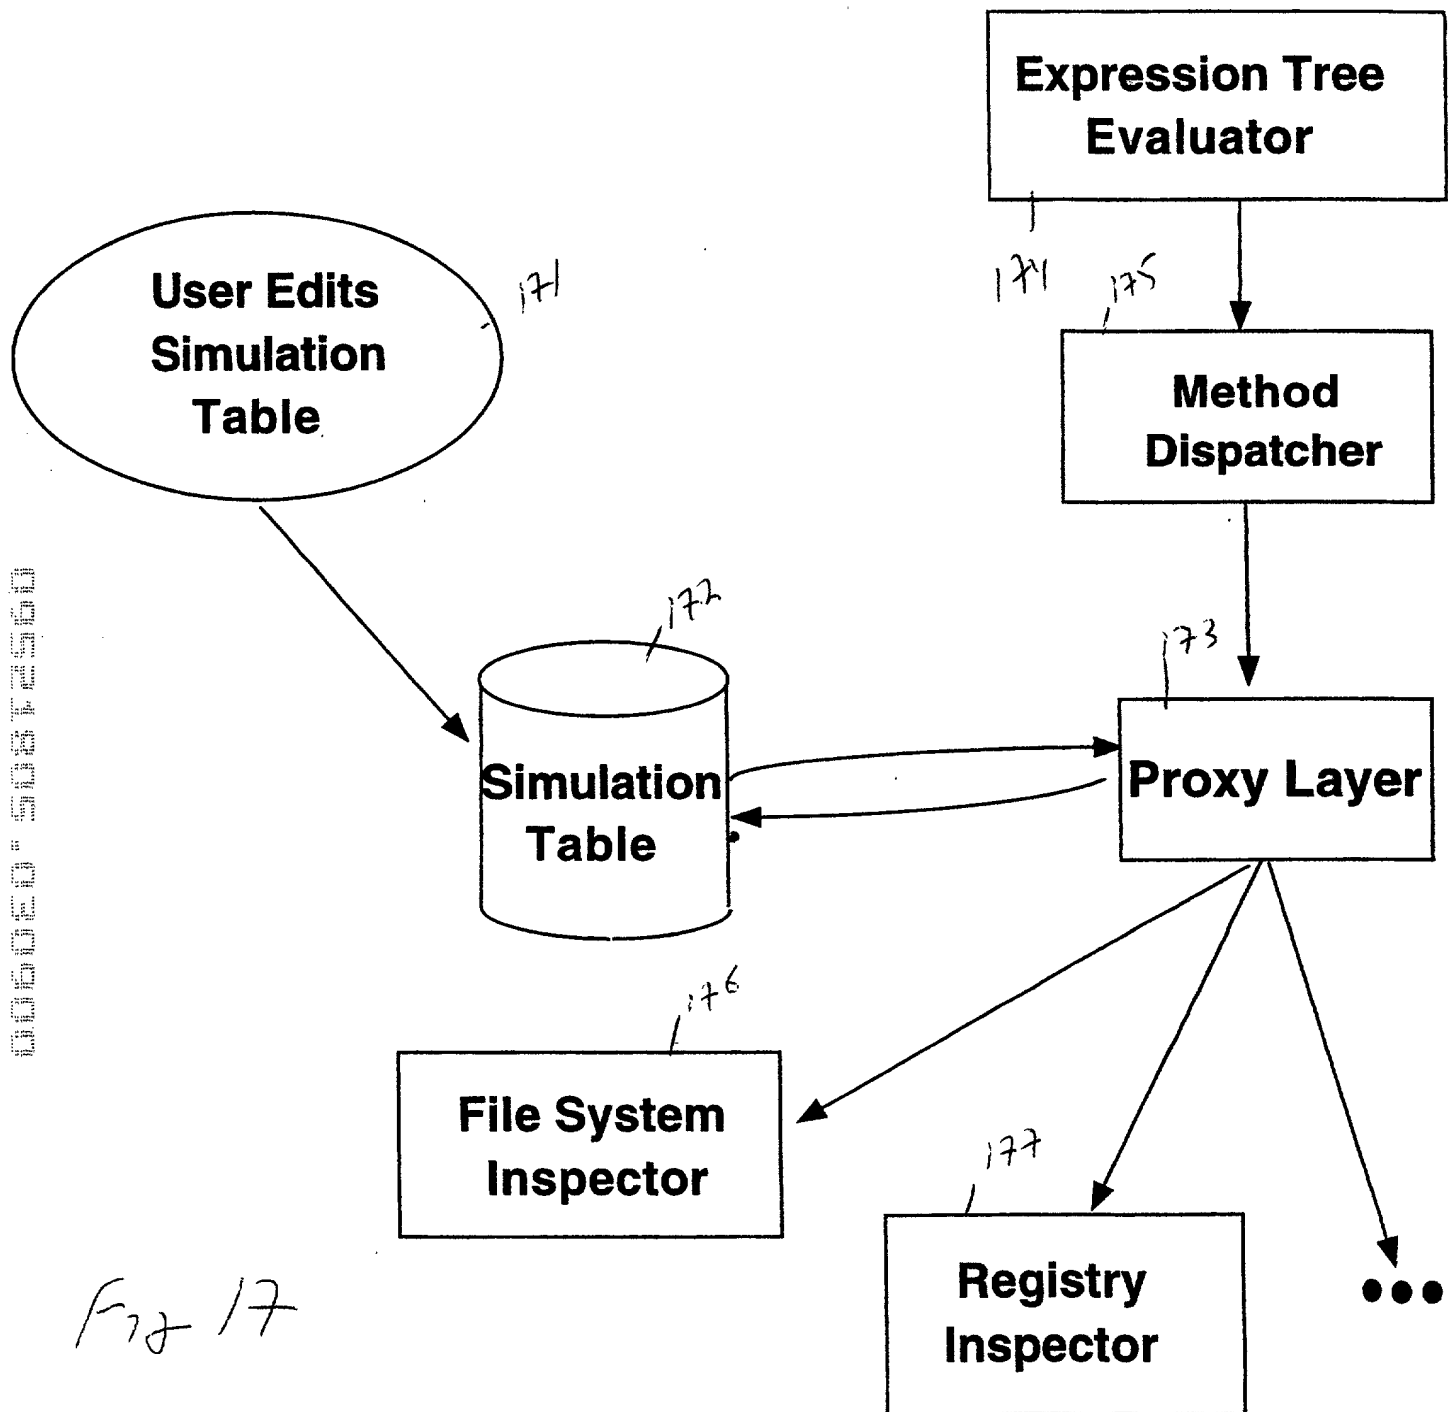 Expression Tree
Evaluator
174
175
User Edits
Simulation
Table
171
Method
Dispatcher
172
173
Simulation
Table
Proxy Layer
176
File System
Inspector
177
Registry
Inspector
Fig 17